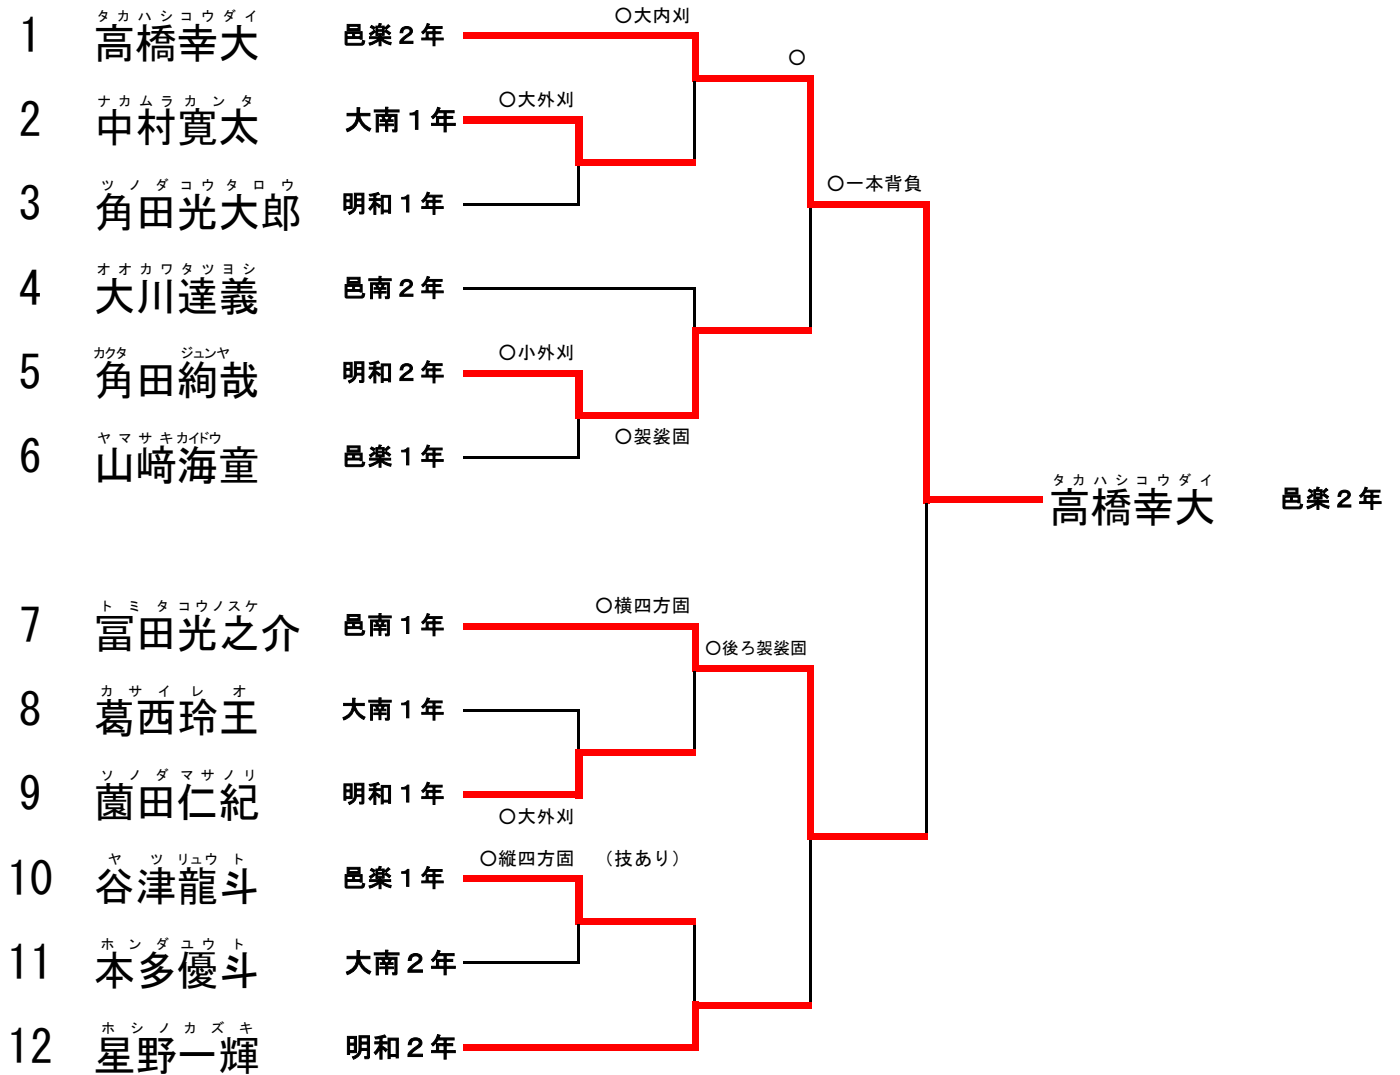 タカハシコウダイ
1 高橋幸大 邑楽２年 〇大内刈
〇
ナカムラカンタ
2 中村寛太 大南１年 〇大外刈
ツノダコウタロウ
3 角田光大郎 明和１年 〇一本背負
オオカワタツヨシ
4 大川達義 邑南２年
カクタ ジュンヤ
5 角田絢哉 明和２年 〇小外刈
〇袈裟固
ヤマサキカイドウ
6 山﨑海童 邑楽１年
タカハシコウダイ
高橋幸大 邑楽２年
トミタコウノスケ
7 冨田光之介 邑南１年 〇横四方固
〇後ろ袈裟固
カサイレオ
8 葛西玲王 大南１年
ソノダマサノリ
9 薗田仁紀 明和１年
〇大外刈
ヤツリュウト
10 谷津龍斗 邑楽１年 〇縦四方固 （技あり）
ホンダユウト
11 本多優斗 大南２年
ホシノカズキ
12 星野一輝 明和２年